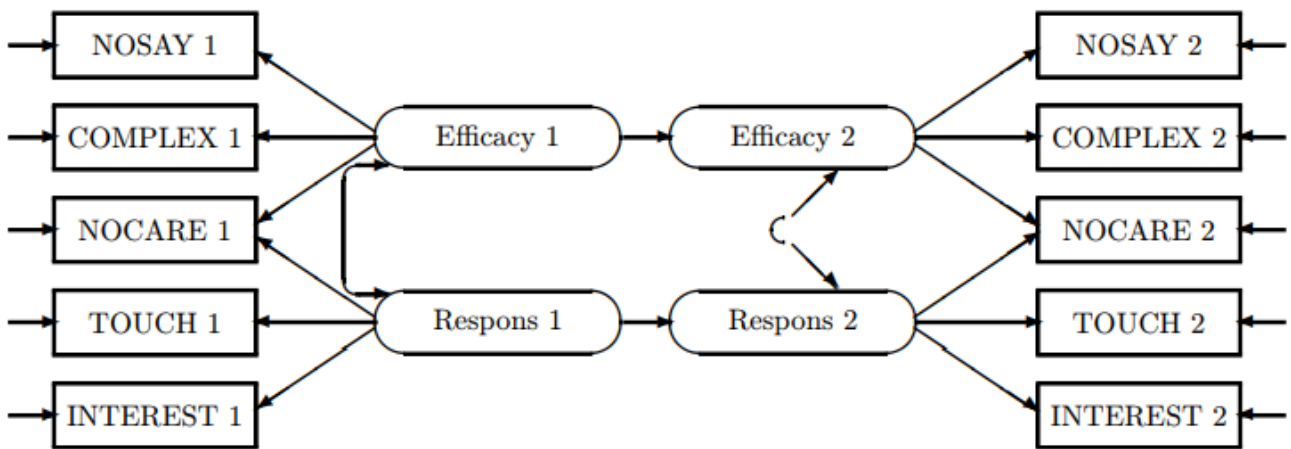 NOSAY 1
NOSAY 2
COMPLEX 1
Efficacy 1
Efficacy 2
COMPLEX 2
NOCARE 1
NOCARE 2
TOUCH 1
Respons 1
Respons 2
TOUCH 2
INTEREST 1
INTEREST 2